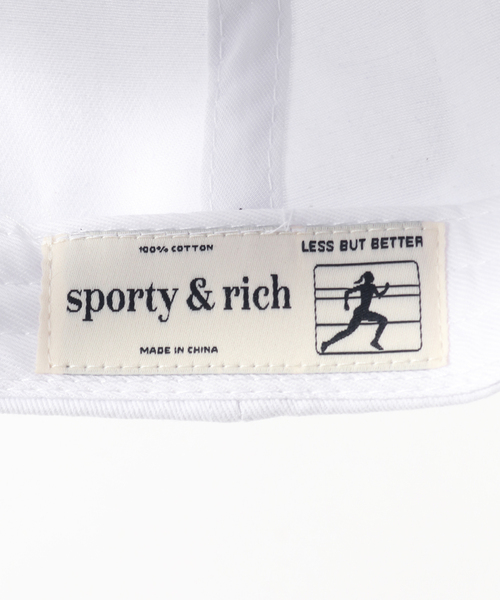 100% COTTON
LESS BUT BETTER
sporty & rich
MADE IN CHINA